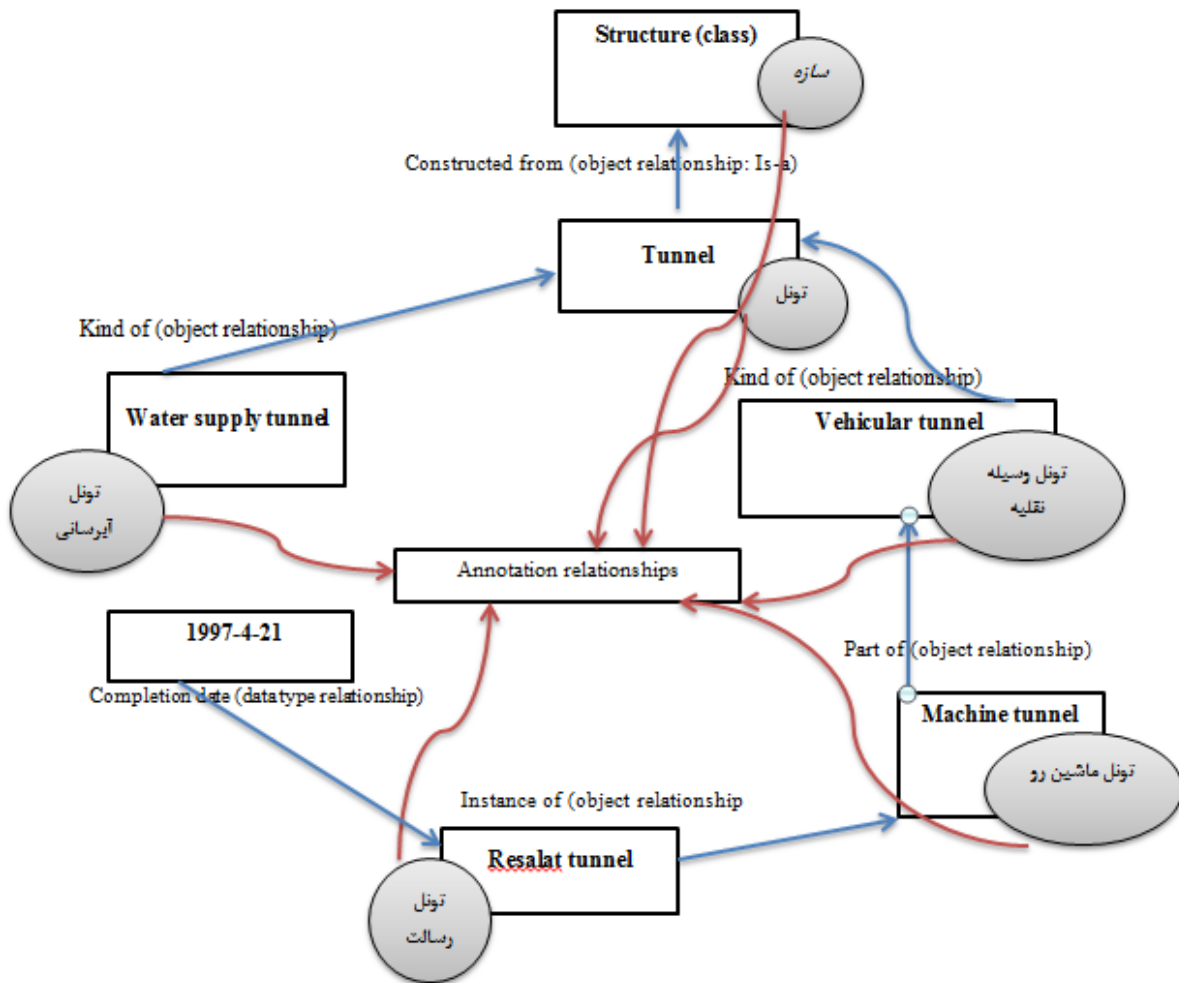 Structure (class)
سازه
Constructed from (object relationship: Is-a)
Tunnel
تونل
Kind of (object relationship)
Kind of (object relationship)
Water supply tunnel
Vehicular tunnel
تونل
آبرسانی
تونل وسیله
نقلیه
Annotation relationships
1997-4-21
Part of (object relationship)
Completion date (datatype relationship)
Machine tunnel
تونل ماشین رو
Instance of (object relationship
Resalat tunnel
تونل
رسالت